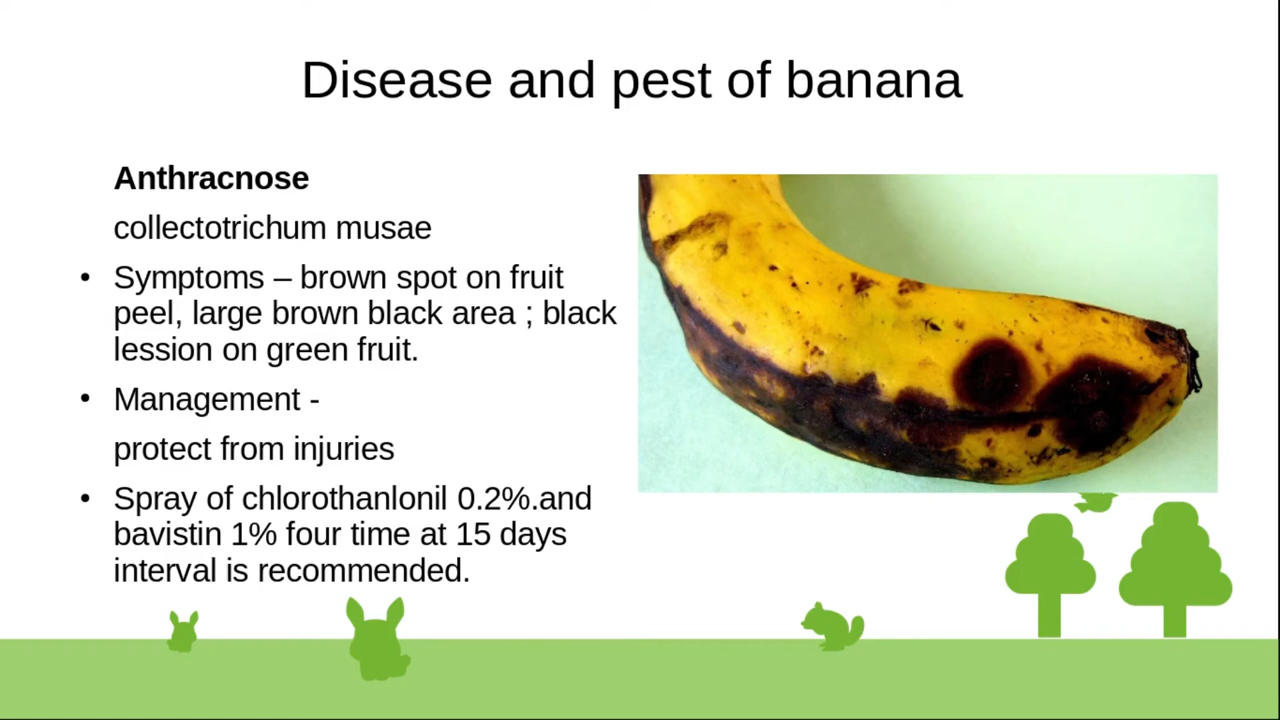 Disease and pest of banana
Anthracnose
collectotrichum musae
• Symptoms – brown spot on fruit
peel, large brown black area ; black
lession on green fruit.
• Management -
protect from injuries
• Spray of chlorothanlonil 0.2%.and
bavistin 1% four time at 15 days
interval is recommended.